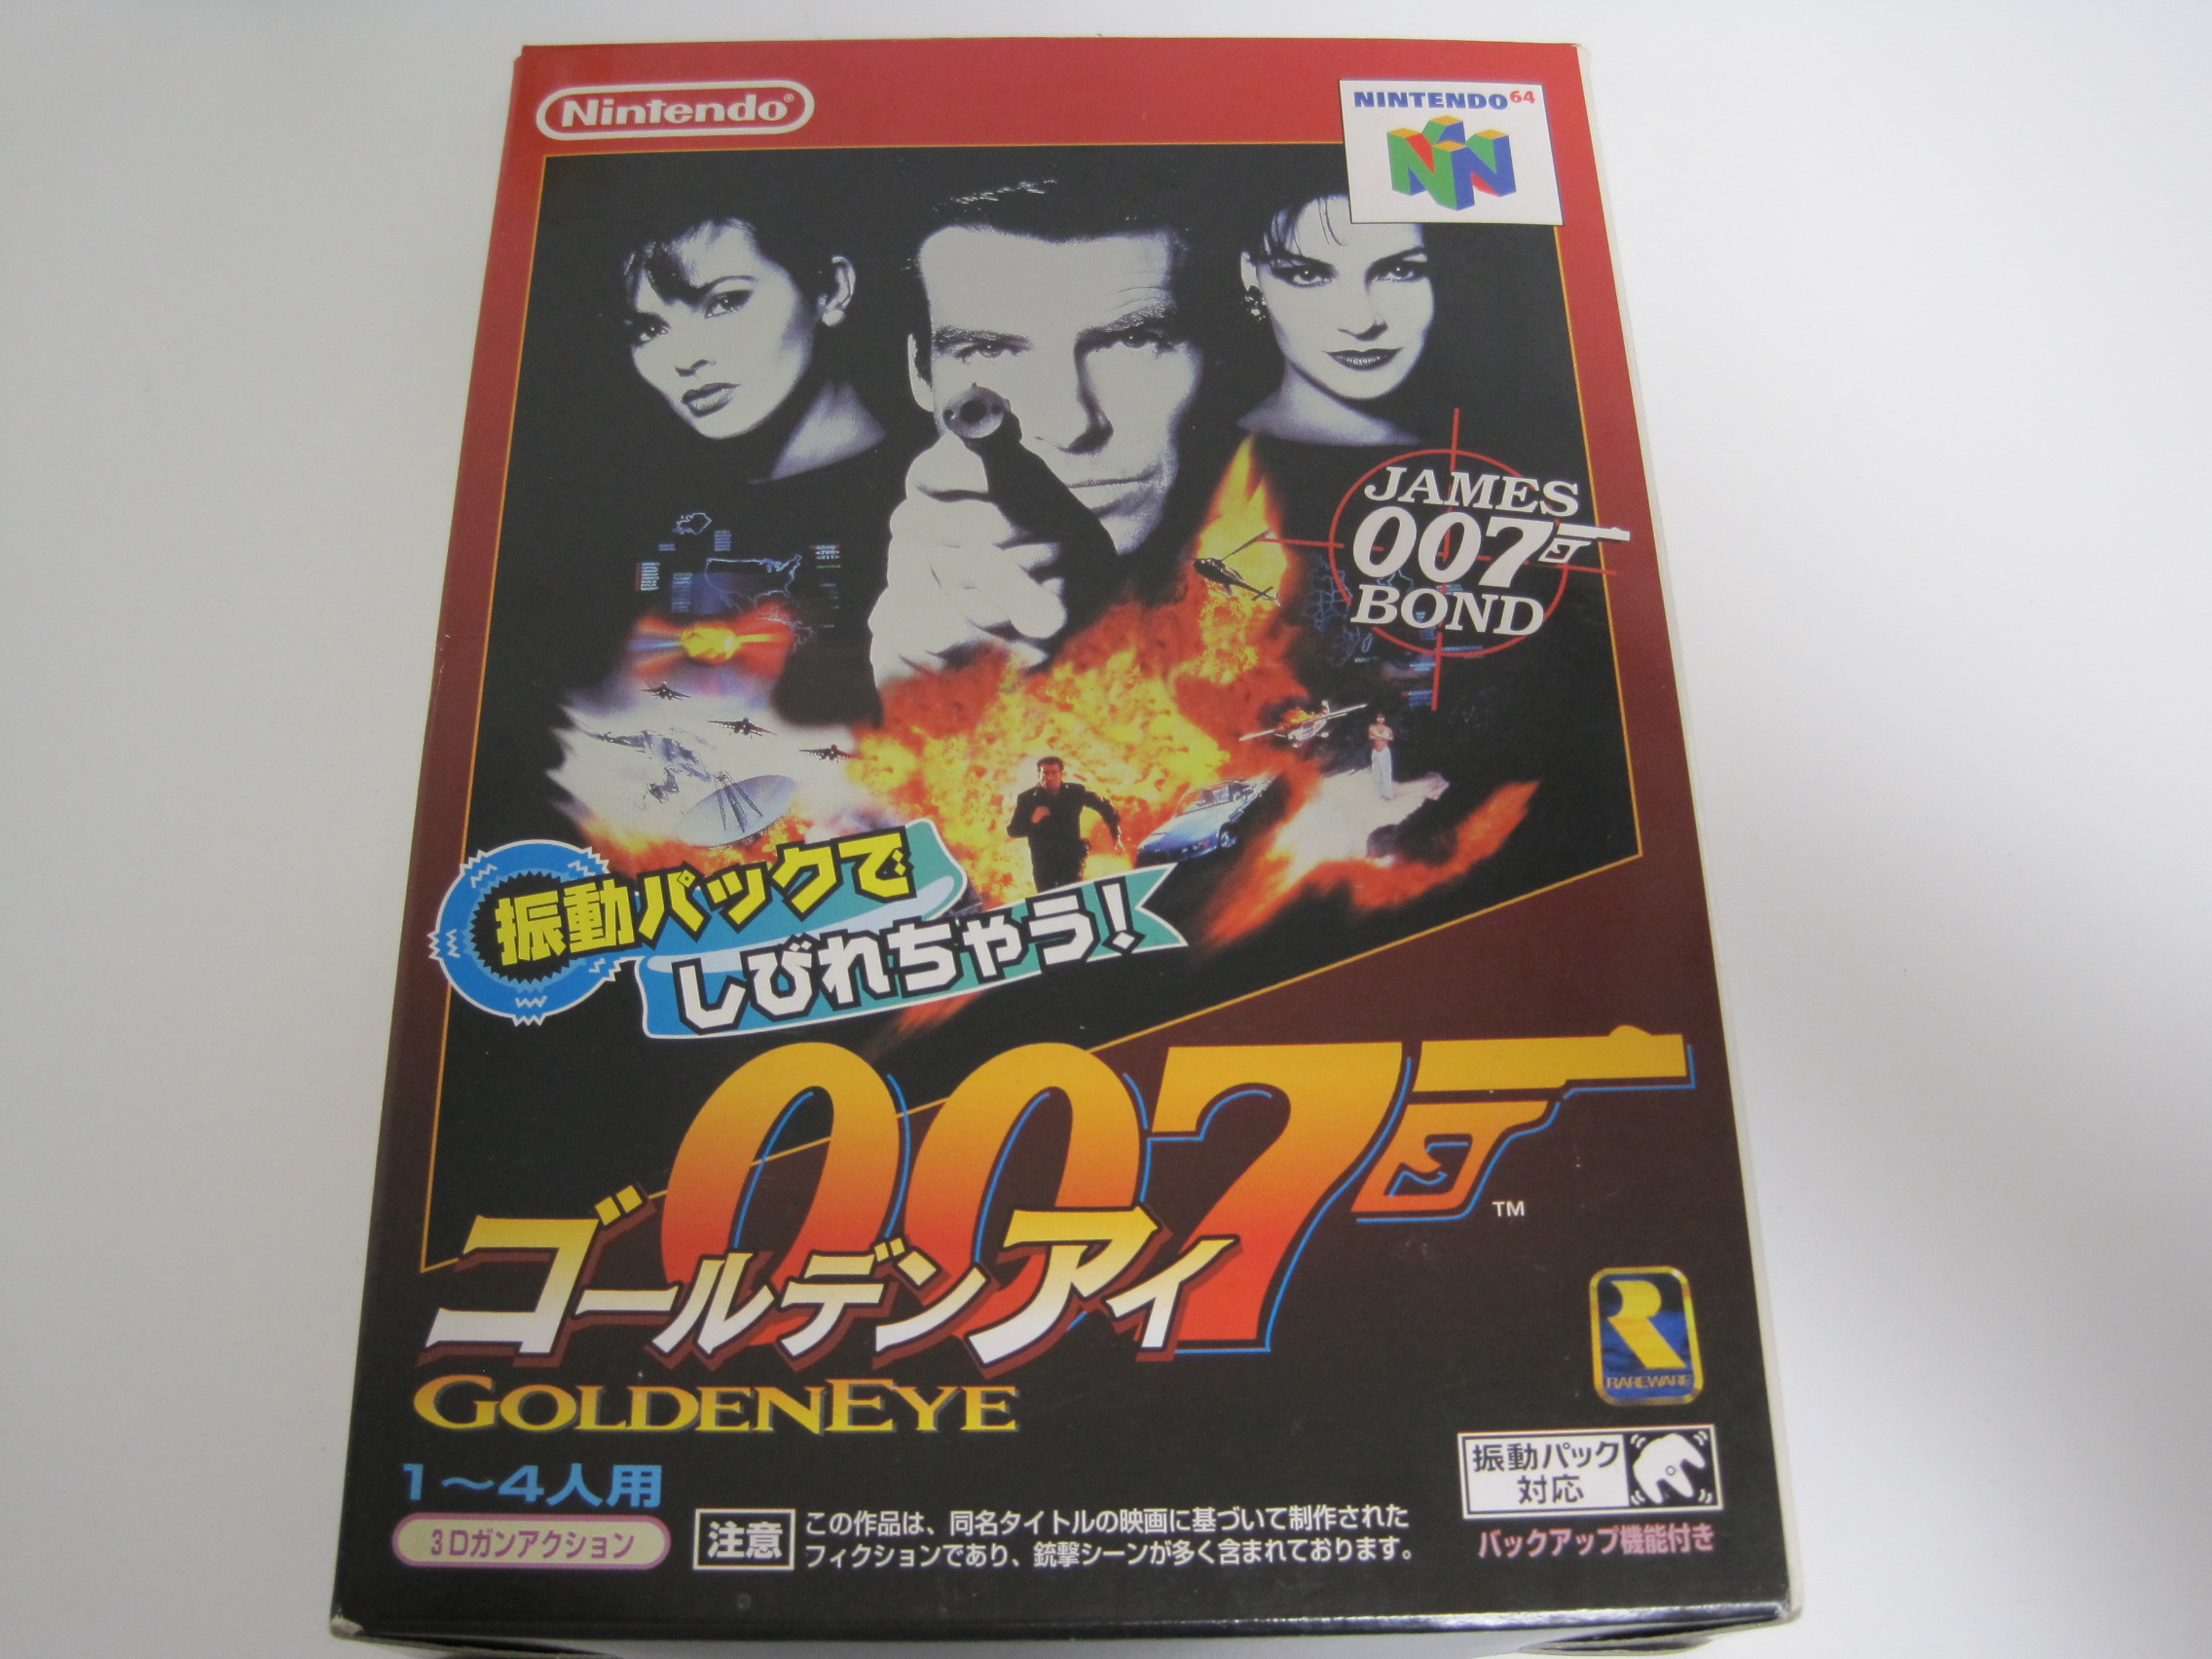 Nintendo®
NINTENDO64
JAMES
007
BOND
振動パックで
しびれちゃう!
007
TM
ゴールデンアイ
GOLDENEYE
RAREWARE
1〜4人用
3Dガンアクション
注意
この作品は、同名タイトルの映画に基づいて制作された
フィクションであり、銃撃シーンが多く含まれております。
振動パック
対応
バックアップ機能付き